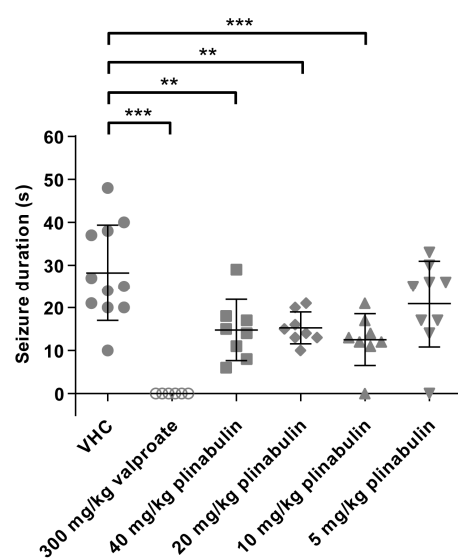 ***
**
**
***
60
50
40
30
20
10
0
Seizure duration (s)
VHC
300 mg/kg valproate
40 mg/kg plinabulin
20 mg/kg plinabulin
10 mg/kg plinabulin
5 mg/kg plinabulin